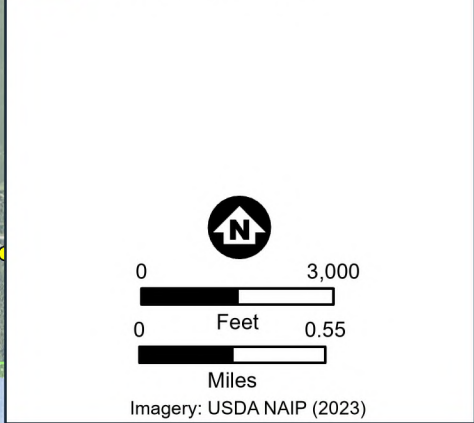 N
0 3,000
Feet
0 0.55
Miles
Imagery: USDA NAIP (2023)